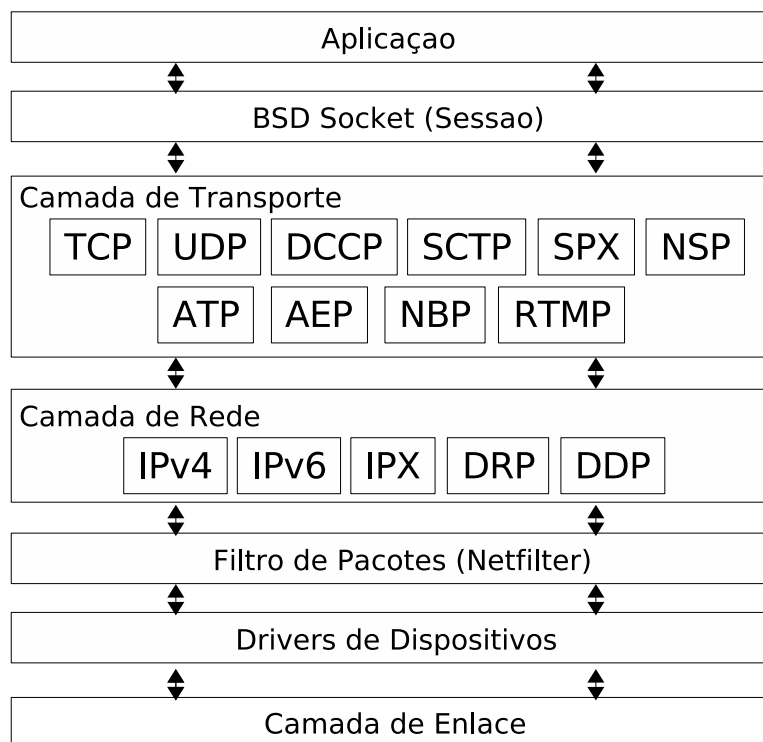 Aplicaçao
BSD Socket (Sessao)
Camada de Transporte
TCP UDP DCCP SCTP SPX NSP
ATP AEP NBP RTMP
Camada de Rede
IPv4 IPv6 IPX DRP DDP
Filtro de Pacotes (Netfilter)
Drivers de Dispositivos
Camada de Enlace